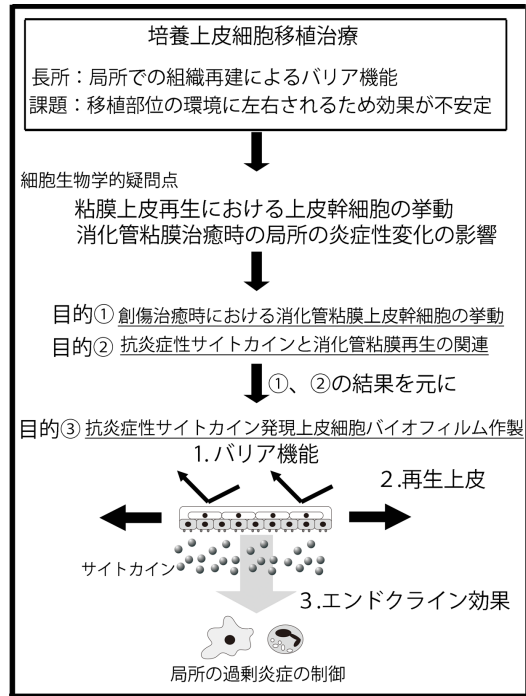 培養上皮細胞移植治療
長所：局所での組織再建によるバリア機能
課題：移植部位の環境に左右されるため効果が不安定
細胞生物学的疑問点
粘膜上皮再生における上皮幹細胞の挙動
消化管粘膜治癒時の局所の炎症性変化の影響
目的① 創傷治癒時における消化管粘膜上皮幹細胞の挙動
目的② 抗炎症性サイトカインと消化管粘膜再生の関連
①、②の結果を元に
目的③ 抗炎症性サイトカイン発現上皮細胞バイオフィルム作製
1.バリア機能
２.再生上皮
サイトカイン
３.エンドクライン効果
局所の過剰炎症の制御